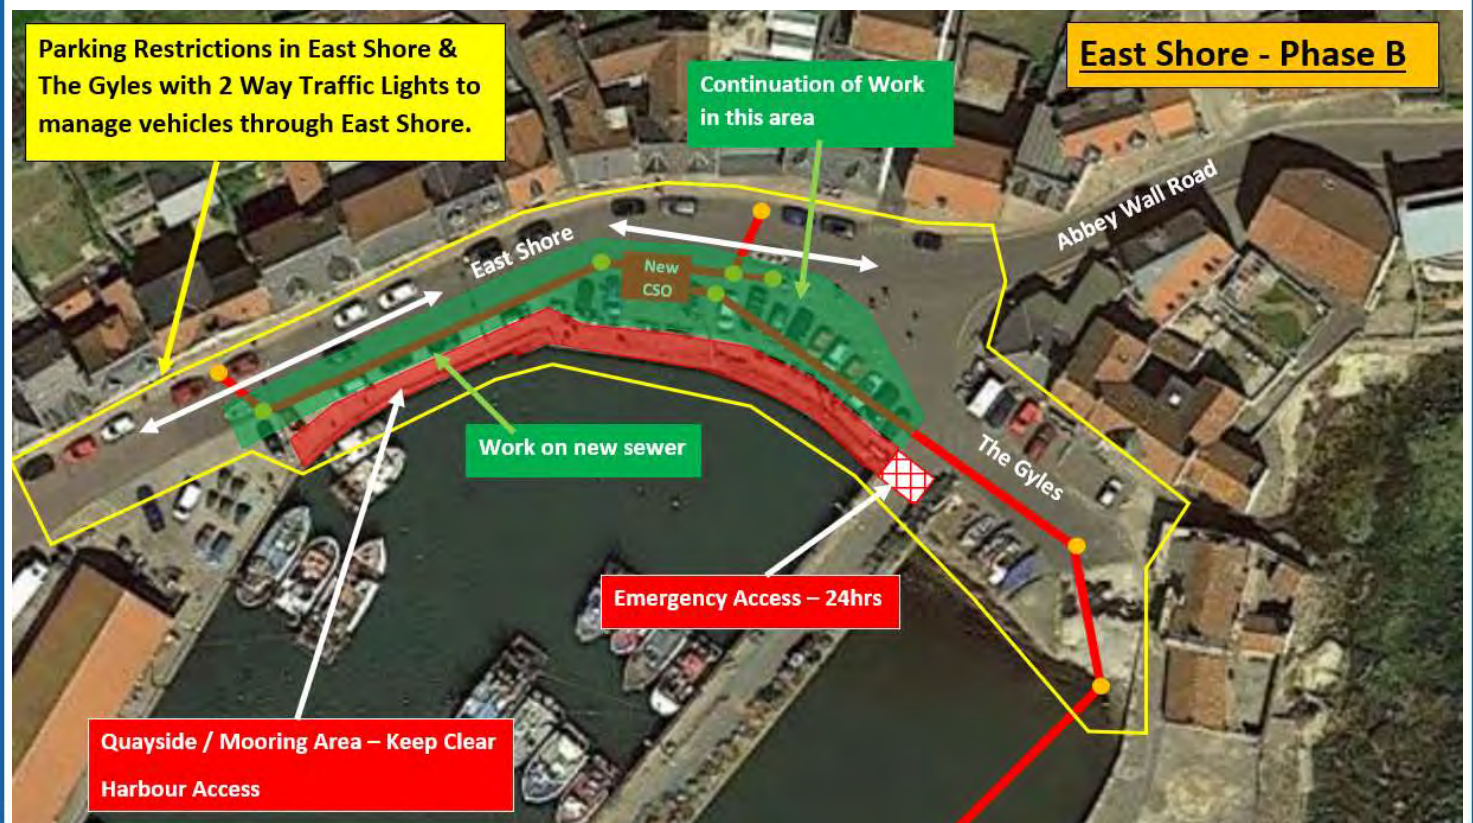 Parking Restrictions in East Shore &
The Gyles with 2 Way Traffic Lights to
manage vehicles through East Shore.
East Shore - Phase B
Continuation of Work
in this area
Abbey Wall Road
East Shore
New
CSO
Work on new sewer
The Gyles
Emergency Access – 24hrs
Quayside / Mooring Area – Keep Clear
Harbour Access